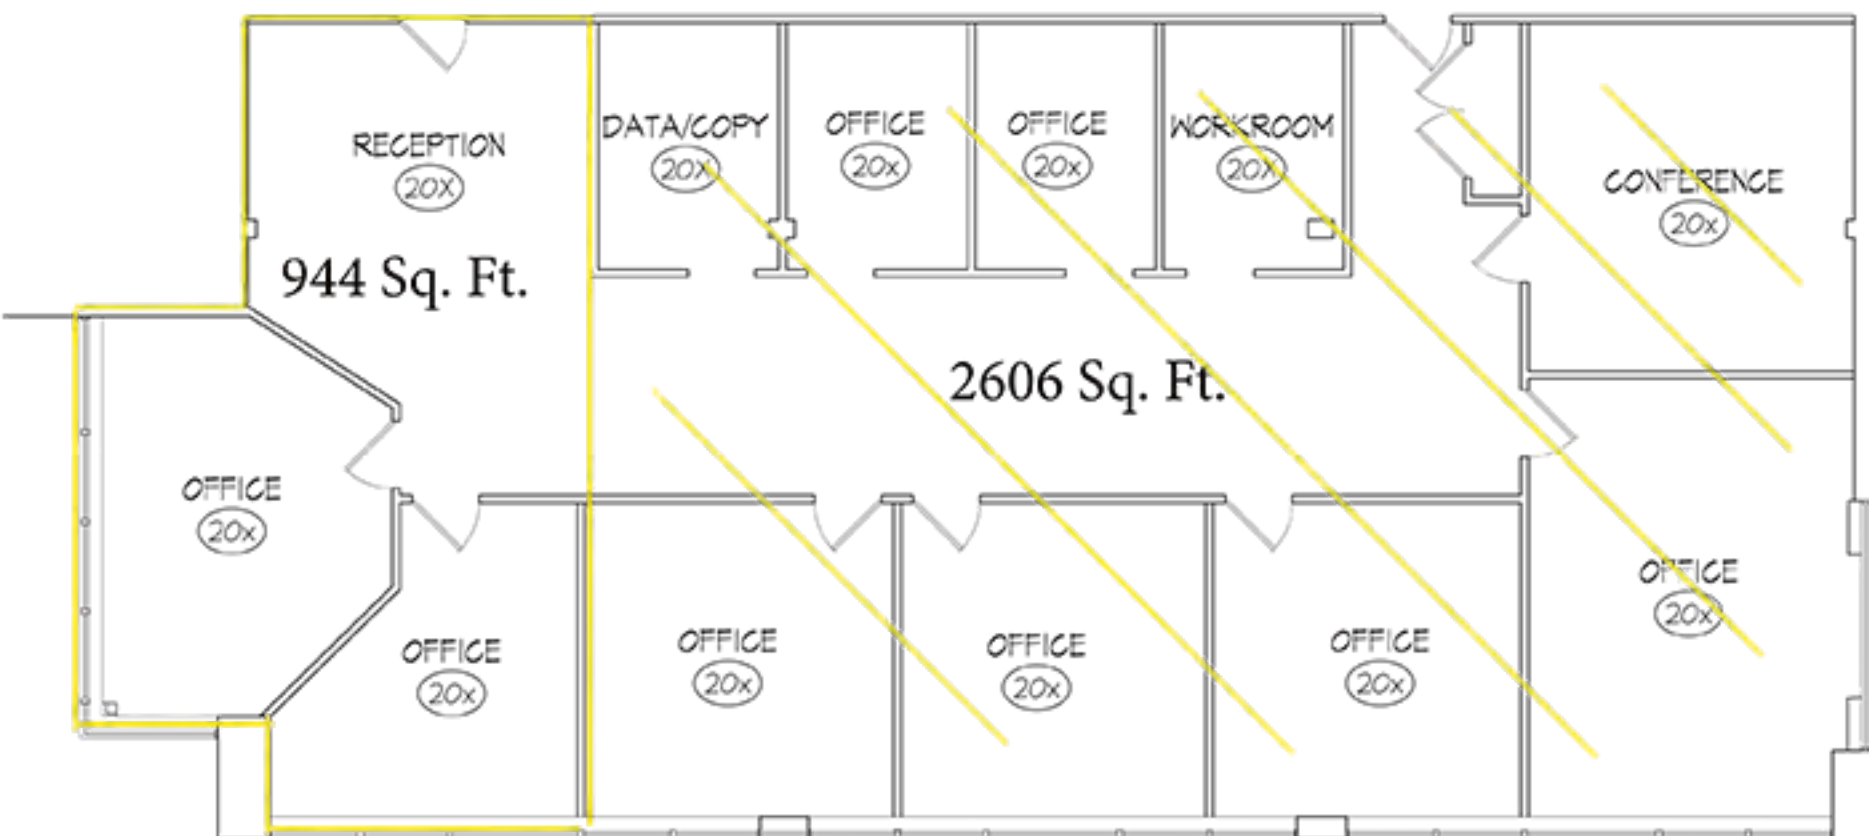 RECEPTION
20X
DATA/COPY
20X
OFFICE
20x
OFFICE
20x
WORKROOM
20X
CONFERENCE
20x
944 Sq. Ft.
2606 Sq. Ft.
OFFICE
20x
OFFICE
20x
OFFICE
20x
OFFICE
20x
OFFICE
20x
OFFICE
20x